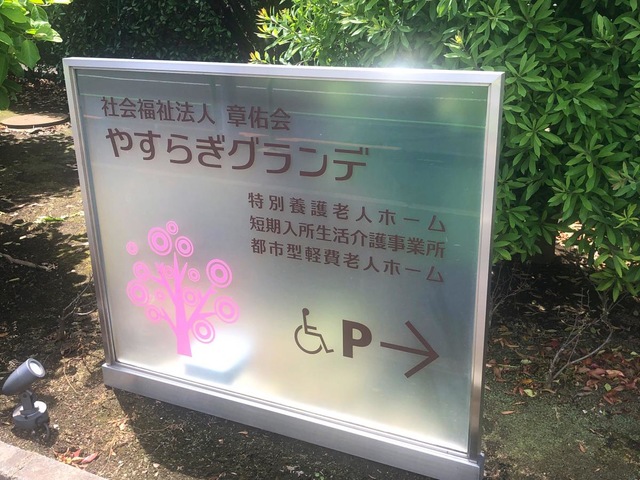 社会福祉法人 章佑会
やすらぎグランデ
特別養護老人ホーム
短期入所生活介護事業所
都市型軽費老人ホーム
P